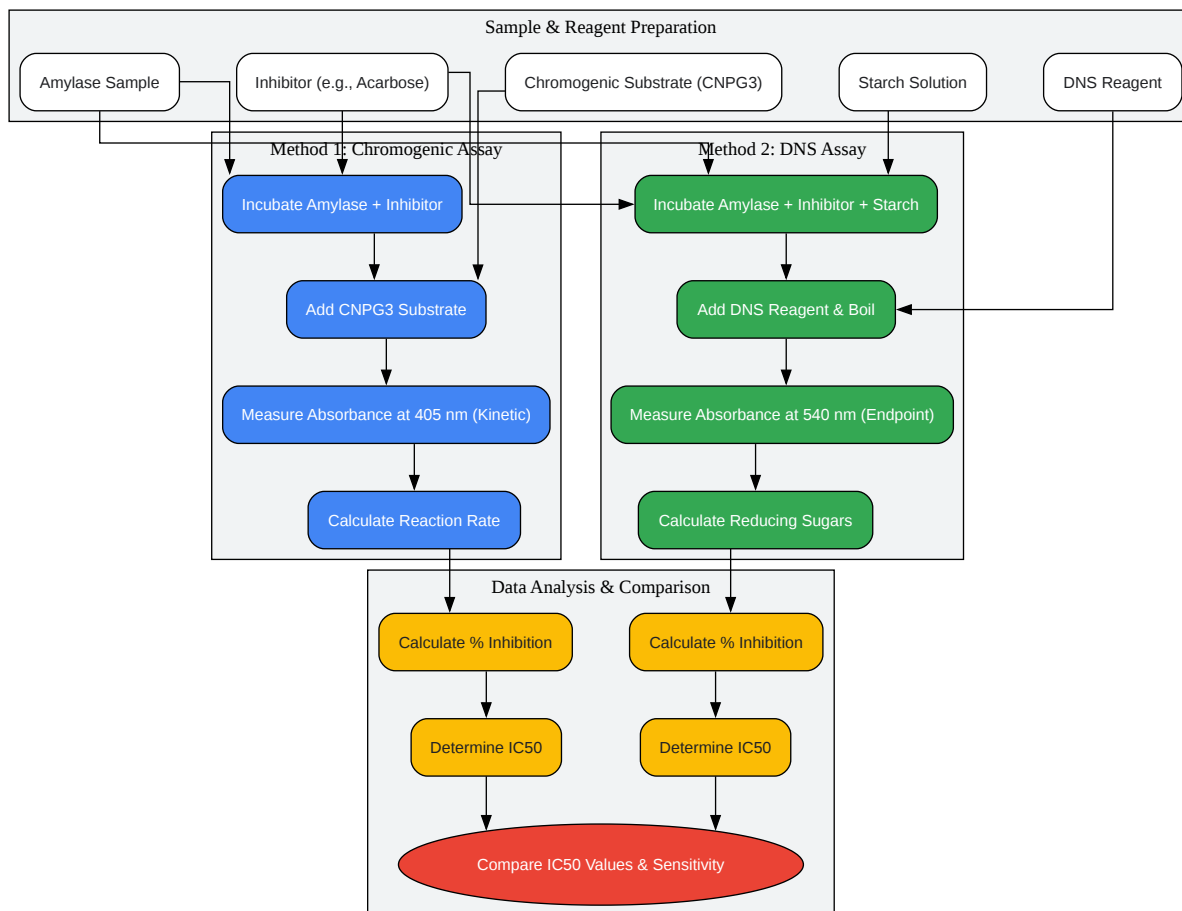 Sample & Reagent Preparation
Amylase Sample
Inhibitor (e.g., Acarbose)
Chromogenic Substrate (CNPG3)
Starch Solution
DNS Reagent
Method 1: Chromogenic Assay
Method 2: DNS Assay
Incubate Amylase + Inhibitor
Incubate Amylase + Inhibitor + Starch
Add CNPG3 Substrate
Add DNS Reagent & Boil
Measure Absorbance at 405 nm (Kinetic)
Measure Absorbance at 540 nm (Endpoint)
Calculate Reaction Rate
Calculate Reducing Sugars
Data Analysis & Comparison
Calculate % Inhibition
Calculate % Inhibition
Determine IC50
Determine IC50
Compare IC50 Values & Sensitivity